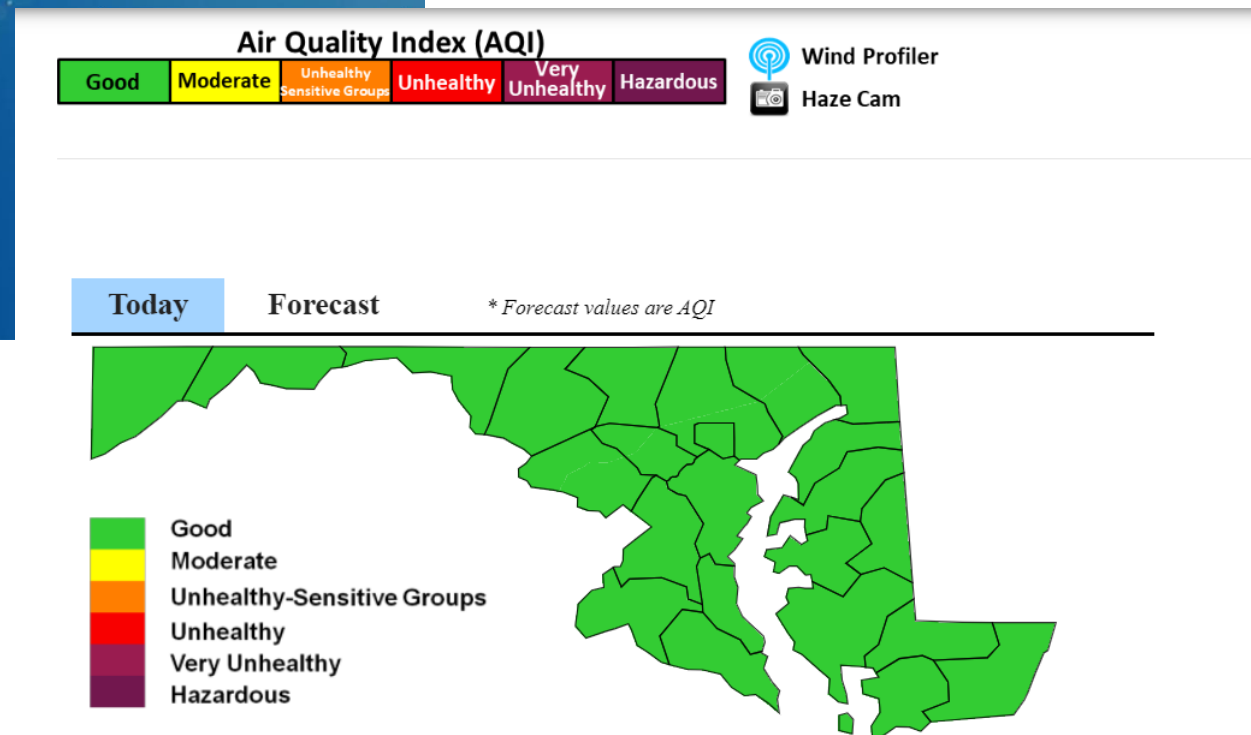 Air Quality Index (AQI)
Good Moderate Unhealthy Sensitive Groups Unhealthy Very Unhealthy Hazardous
Wind Profiler
Haze Cam
Today Forecast * Forecast values are AQI
Good
Moderate
Unhealthy-Sensitive Groups
Unhealthy
Very Unhealthy
Hazardous